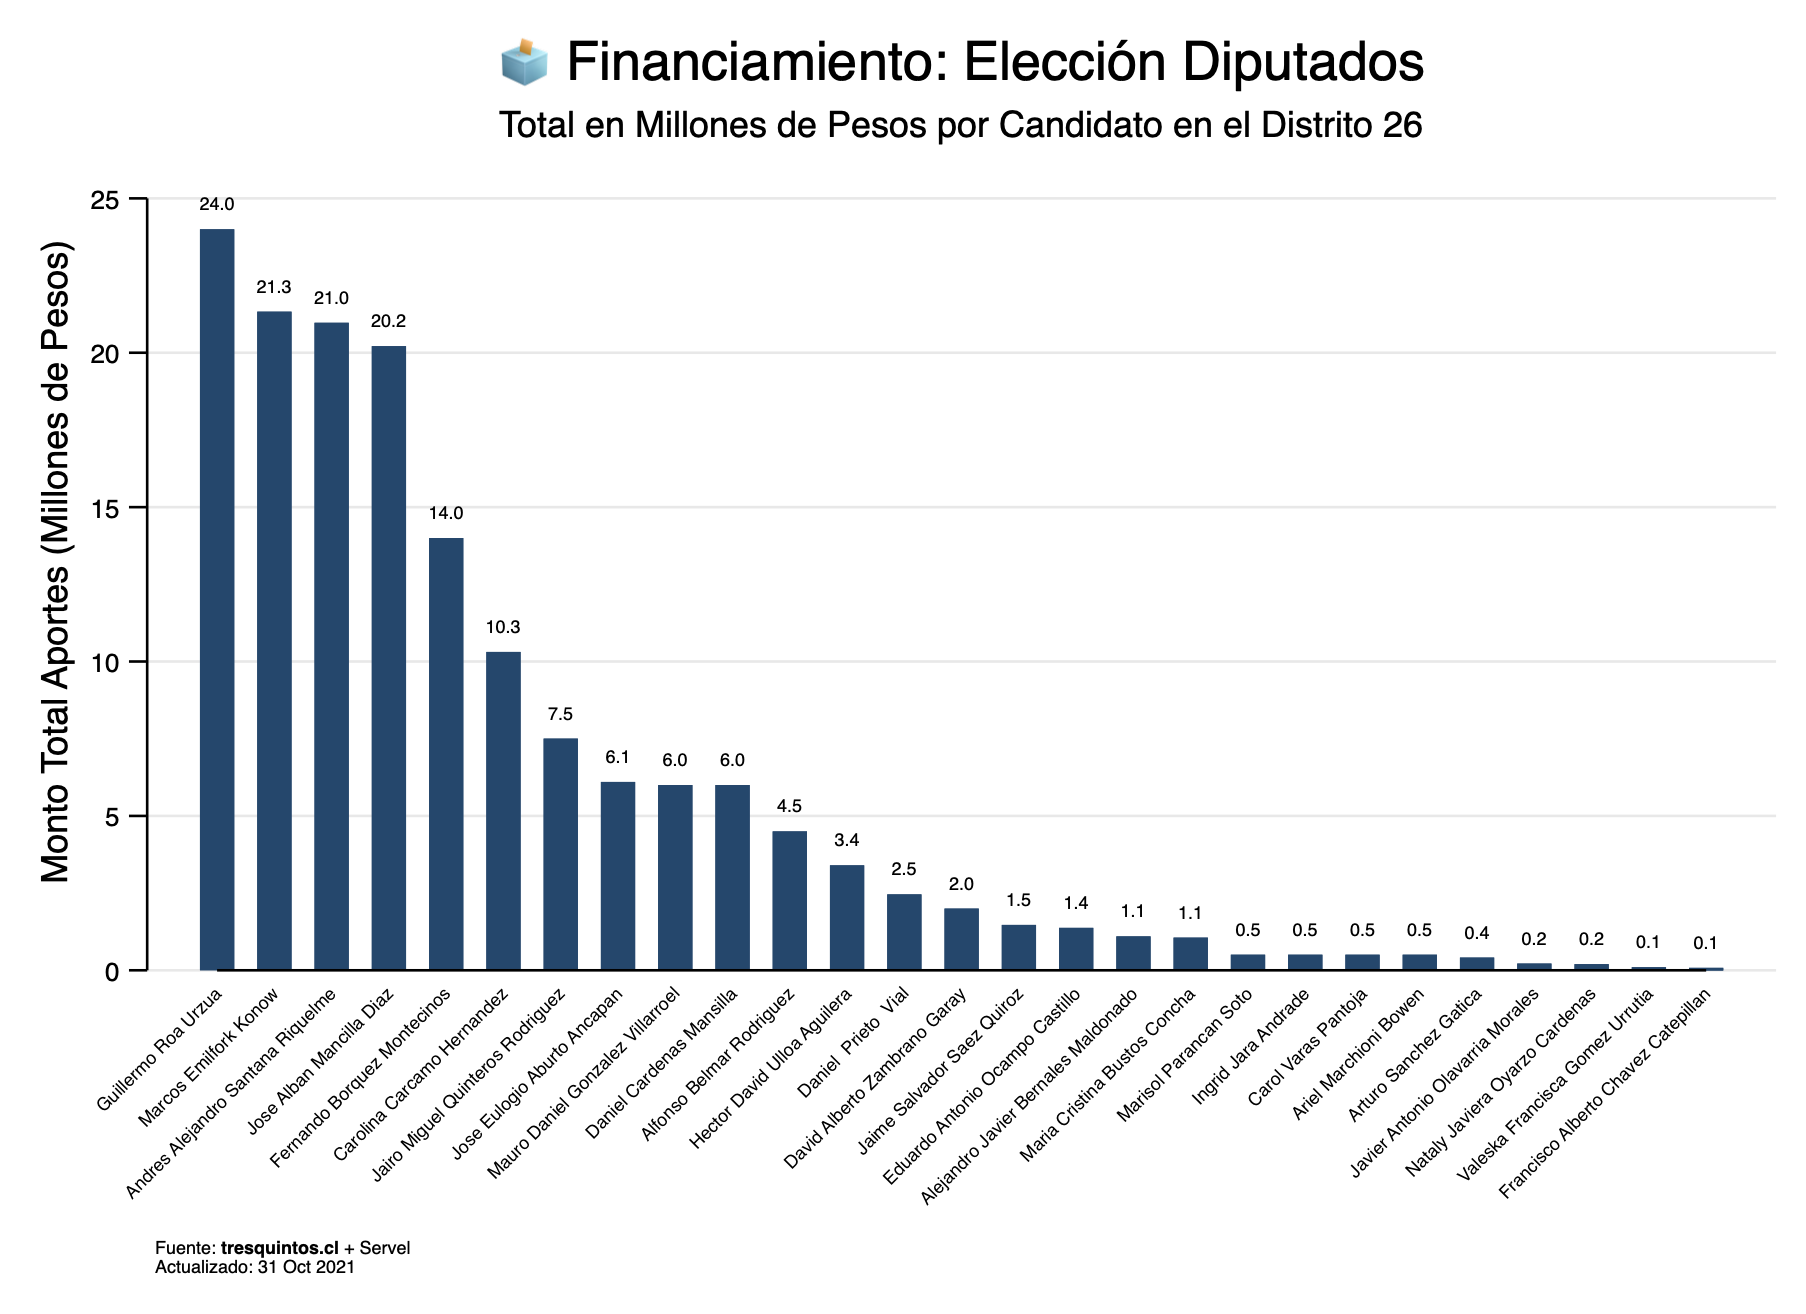 Financiamiento: Elección Diputados
Total en Millones de Pesos por Candidato en el Distrito 26
Monto Total Aportes (Millones de Pesos)
25
20
15
10
5
0
24.0
21.3
21.0
20.2
14.0
10.3
7.5
6.1
6.0
6.0
4.5
3.4
2.5
2.0
1.5
1.4
1.1
1.1
0.5
0.5
0.5
0.5
0.4
0.2
0.2
0.1
0.1
Guillermo Roa Urzua
Marcos Emilfork Konow
Andres Alejandro Santana Riquelme
Jose Alban Mancilla Diaz
Fernando Borquez Montecinos
Carolina Carcamo Hernandez
Jairo Miguel Quinteros Rodriguez
Jose Eulogio Aburto Ancapan
Mauro Daniel Gonzalez Villarroel
Daniel Cardenas Mansilla
Alfonso Belmar Rodriguez
Hector David Ulloa Aguilera
Daniel Prieto Vial
David Alberto Zambrano Garay
Jaime Salvador Saez Quiroz
Eduardo Antonio Ocampo Castillo
Alejandro Javier Bernales Maldonado
Maria Cristina Bustos Concha
Marisol Parancan Soto
Ingrid Jara Andrade
Carol Varas Pantoja
Ariel Marchioni Bowen
Arturo Sanchez Gatica
Javier Antonio Olavarria Morales
Nataly Javiera Oyarzo Cardenas
Valeska Francisca Gomez Urrutia
Francisco Alberto Chavez Catepillan
Fuente: tresquintos.cl + Servel
Actualizado: 31 Oct 2021